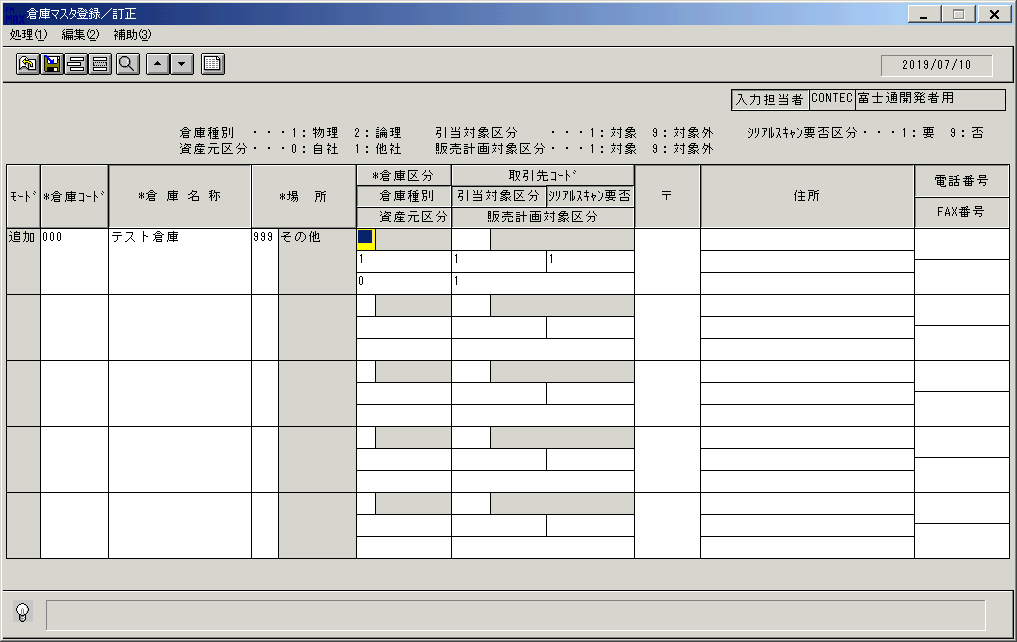 倉庫マスタ登録／訂正
処理(1) 編集(2) 補助(3)
2019/07/10
入力担当者 CONTEC 富士通開発者用
倉庫種別 ・・・1：物理 2：論理 引当対象区分 ・・・1：対象 9：対象外 ｼﾘｱﾙｽｷｬﾝ要否区分・・・1：要 9：否
資産元区分・・・0：自社 1：他社 販売計画対象区分・・・1：対象 9：対象外
ﾓｰﾄﾞ *倉庫ｺｰﾄﾞ *倉 庫 名 称 *場 所 *倉庫区分 取引先ｺｰﾄﾞ 〒 住所 電話番号
倉庫種別 引当対象区分 ｼﾘｱﾙｽｷｬﾝ要否 FAX番号
資産元区分 販売計画対象区分
追加 000 テスト倉庫 999 その他
1 1 1
0 1